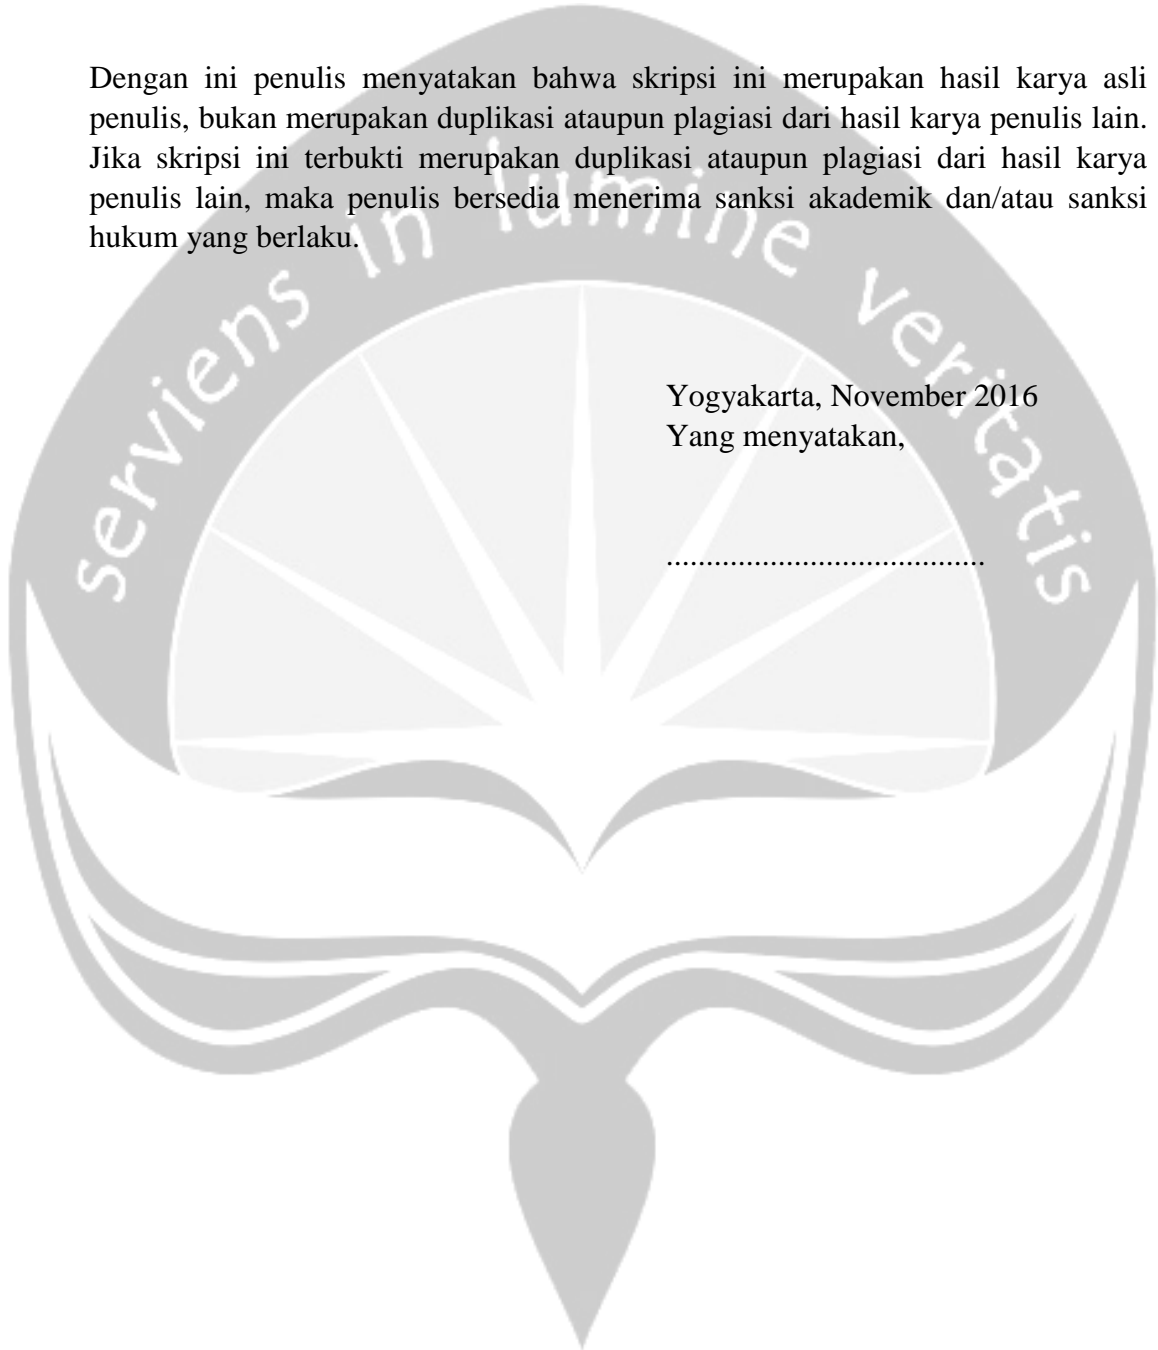 Dengan ini penulis menyatakan bahwa skripsi ini merupakan hasil karya asli
penulis, bukan merupakan duplikasi ataupun plagiasi dari hasil karya penulis lain.
Jika skripsi ini terbukti merupakan duplikasi ataupun plagiasi dari hasil karya
penulis lain, maka penulis bersedia menerima sanksi akademik dan/atau sanksi
hukum yang berlaku.
serviens in lumine veritatis
Yogyakarta, November 2016
Yang menyatakan,
........................................